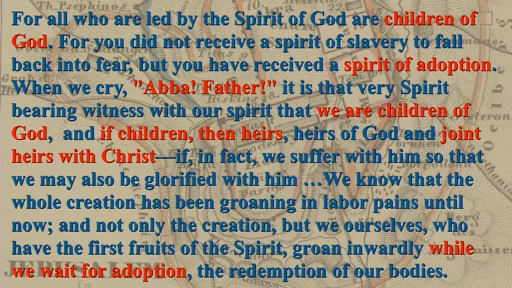 For all who are led by the Spirit of God are children of
God. For you did not receive a spirit of slavery to fall
back into fear, but you have received a spirit of adoption.
When we cry, "Abba! Father!" it is that very Spirit
bearing witness with our spirit that we are children of
God,  and if children, then heirs, heirs of God and joint
heirs with Christ—if, in fact, we suffer with him so that
we may also be glorified with him …We know that the
whole creation has been groaning in labor pains until
now; and not only the creation, but we ourselves, who
have the first fruits of the Spirit, groan inwardly while
we wait for adoption, the redemption of our bodies.